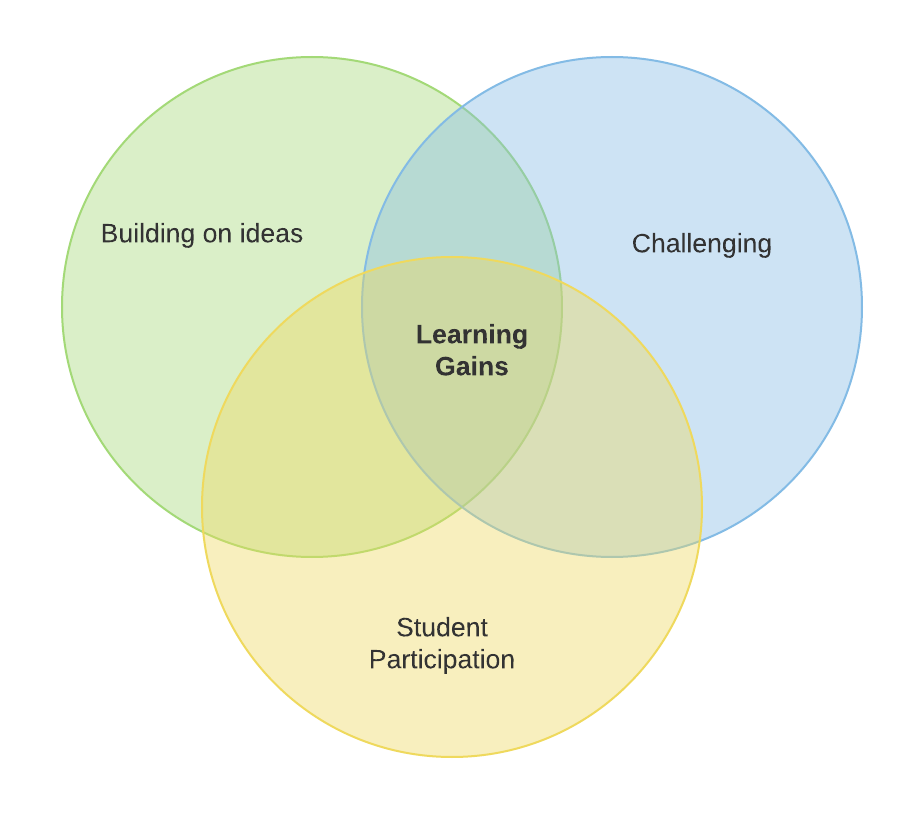 Building on ideas
Challenging
Learning
Gains
Student
Participation